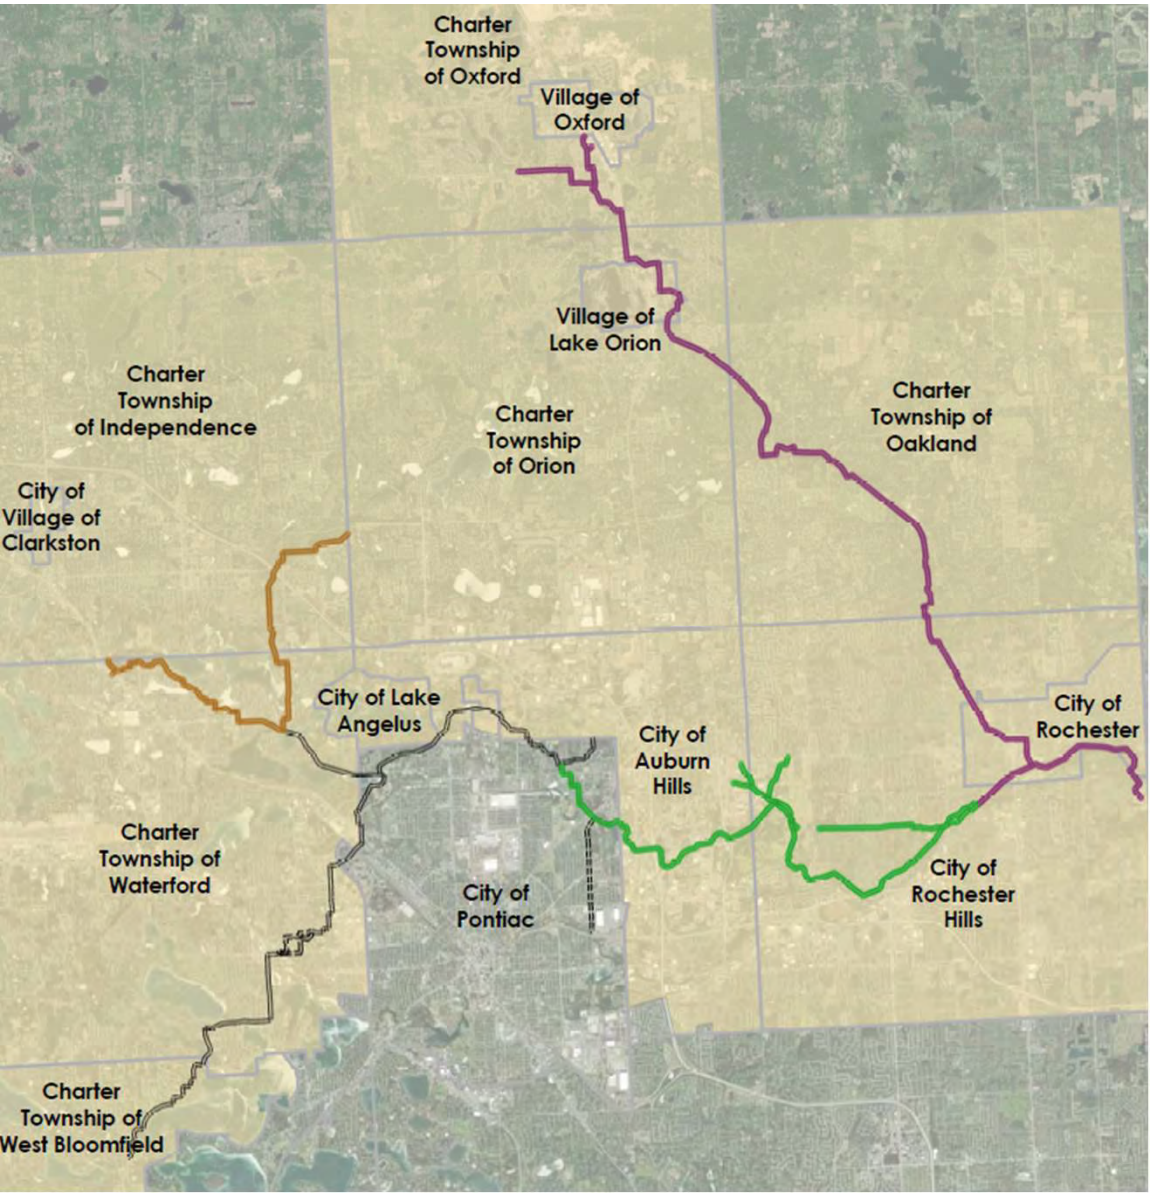 Charter
Township
of Oxford
Village of
Oxford
Village of
Lake Orion
Charter
Township
of Independence
Charter
Township of
Oakland
Charter
Township
of Orion
City of
Village of
Clarkston
City of Lake
Angelus
City of
Rochester
City of
Auburn
Hills
Charter
Township of
Waterford
City of
Pontiac
City of
Rochester
Hills
Charter
Township of
West Bloomfield